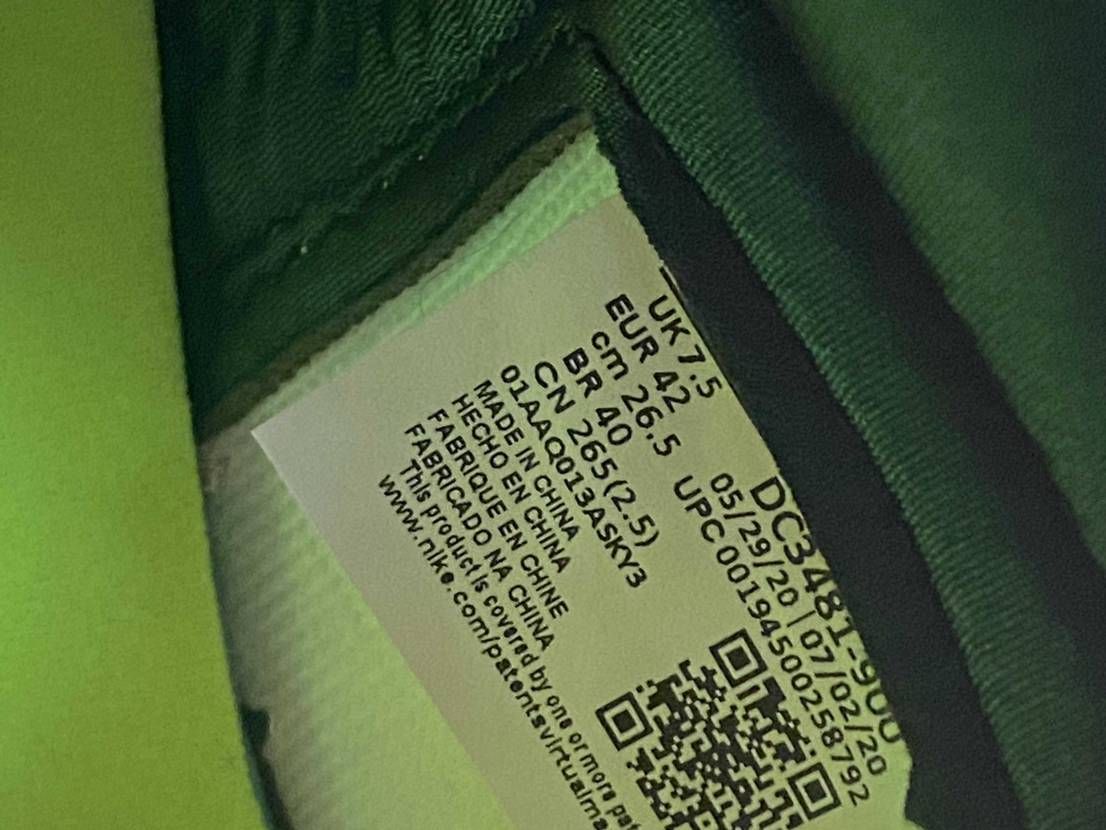 UK 7.5
EUR 42
cm 26.5
BR 40
CN 265(2.5)
01AAQ013ASKY3
MADE IN CHINA
HECHO EN CHINA
FABRIQUE EN CHINE
FABRICADO NA CHINA
This product is covered by one or more pat
www.nike.com/patentsvirtualma
DC3481-900
05/29/20 | 07/02/20
UPC 00194500258792